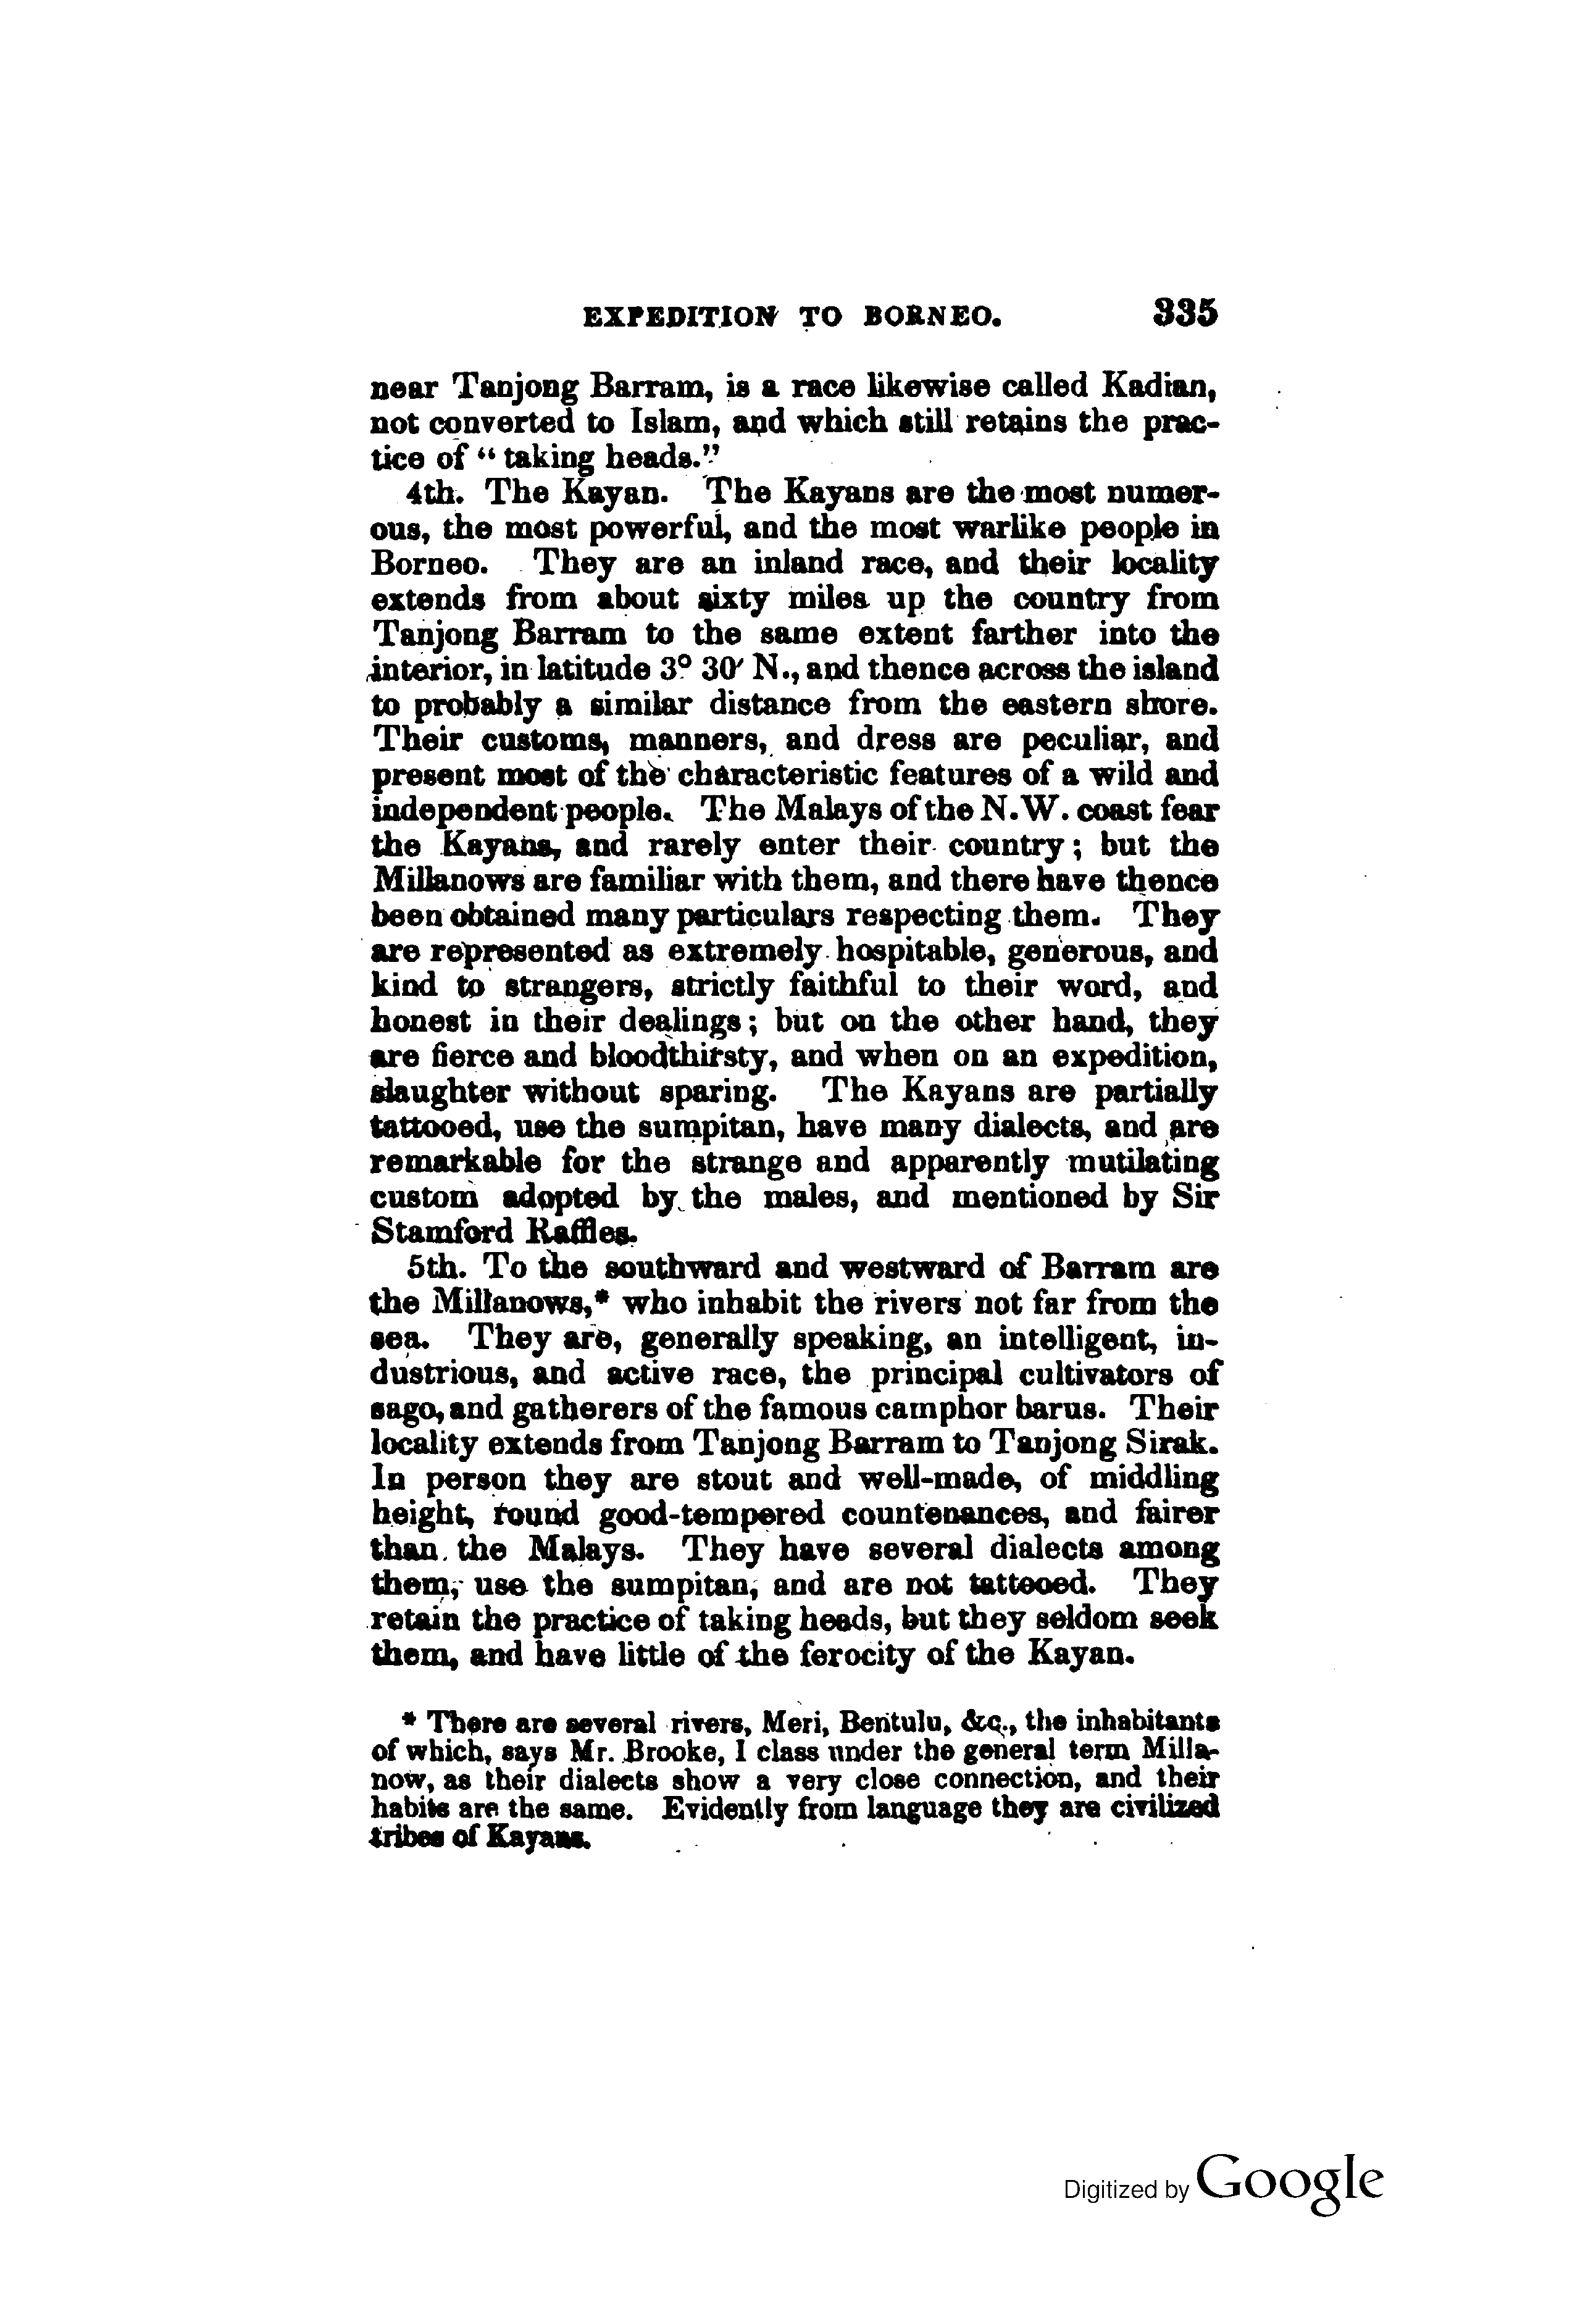 EXPEDITION TO BORNEO. 335
near Tanjong Barram, is a race likewise called Kadian,
not converted to Islam, and which still retains the prac-
tice of “taking heads.”
4th. The Kayan. The Kayans are the most numer-
ous, the most powerful, and the most warlike people in
Borneo. They are an inland race, and their locality
extends from about sixty miles up the country from
Tanjong Barram to the same extent farther into the
interior, in latitude 3° 30′ N., and thence across the island
to probably a similar distance from the eastern shore.
Their customs, manners, and dress are peculiar, and
present most of the characteristic features of a wild and
independent people. The Malays of the N.W. coast fear
the Kayans, and rarely enter their country; but the
Millanows are familiar with them, and there have thence
been obtained many particulars respecting them. They
are represented as extremely hospitable, generous, and
kind to strangers, strictly faithful to their word, and
honest in their dealings; but on the other hand, they
are fierce and bloodthirsty, and when on an expedition,
slaughter without sparing. The Kayans are partially
tattooed, use the sumpitan, have many dialects, and are
remarkable for the strange and apparently mutilating
custom adopted by the males, and mentioned by Sir
Stamford Raffles.
5th. To the southward and westward of Barram are
the Millanows,* who inhabit the rivers not far from the
sea. They are, generally speaking, an intelligent, in-
dustrious, and active race, the principal cultivators of
sago, and gatherers of the famous camphor barus. Their
locality extends from Tanjong Barram to Tanjong Sirak.
In person they are stout and well-made, of middling
height, round good-tempered countenances, and fairer
than the Malays. They have several dialects among
them, use the sumpitan, and are not tattooed. They
retain the practice of taking heads, but they seldom seek
them, and have little of the ferocity of the Kayan.
* There are several rivers, Meri, Bentulu, &c., the inhabitants
of which, says Mr. Brooke, I class under the general term Milla-
now, as their dialects show a very close connection, and their
habits are the same. Evidently from language they are civilized
tribes of Kayans.
Digitized by Google